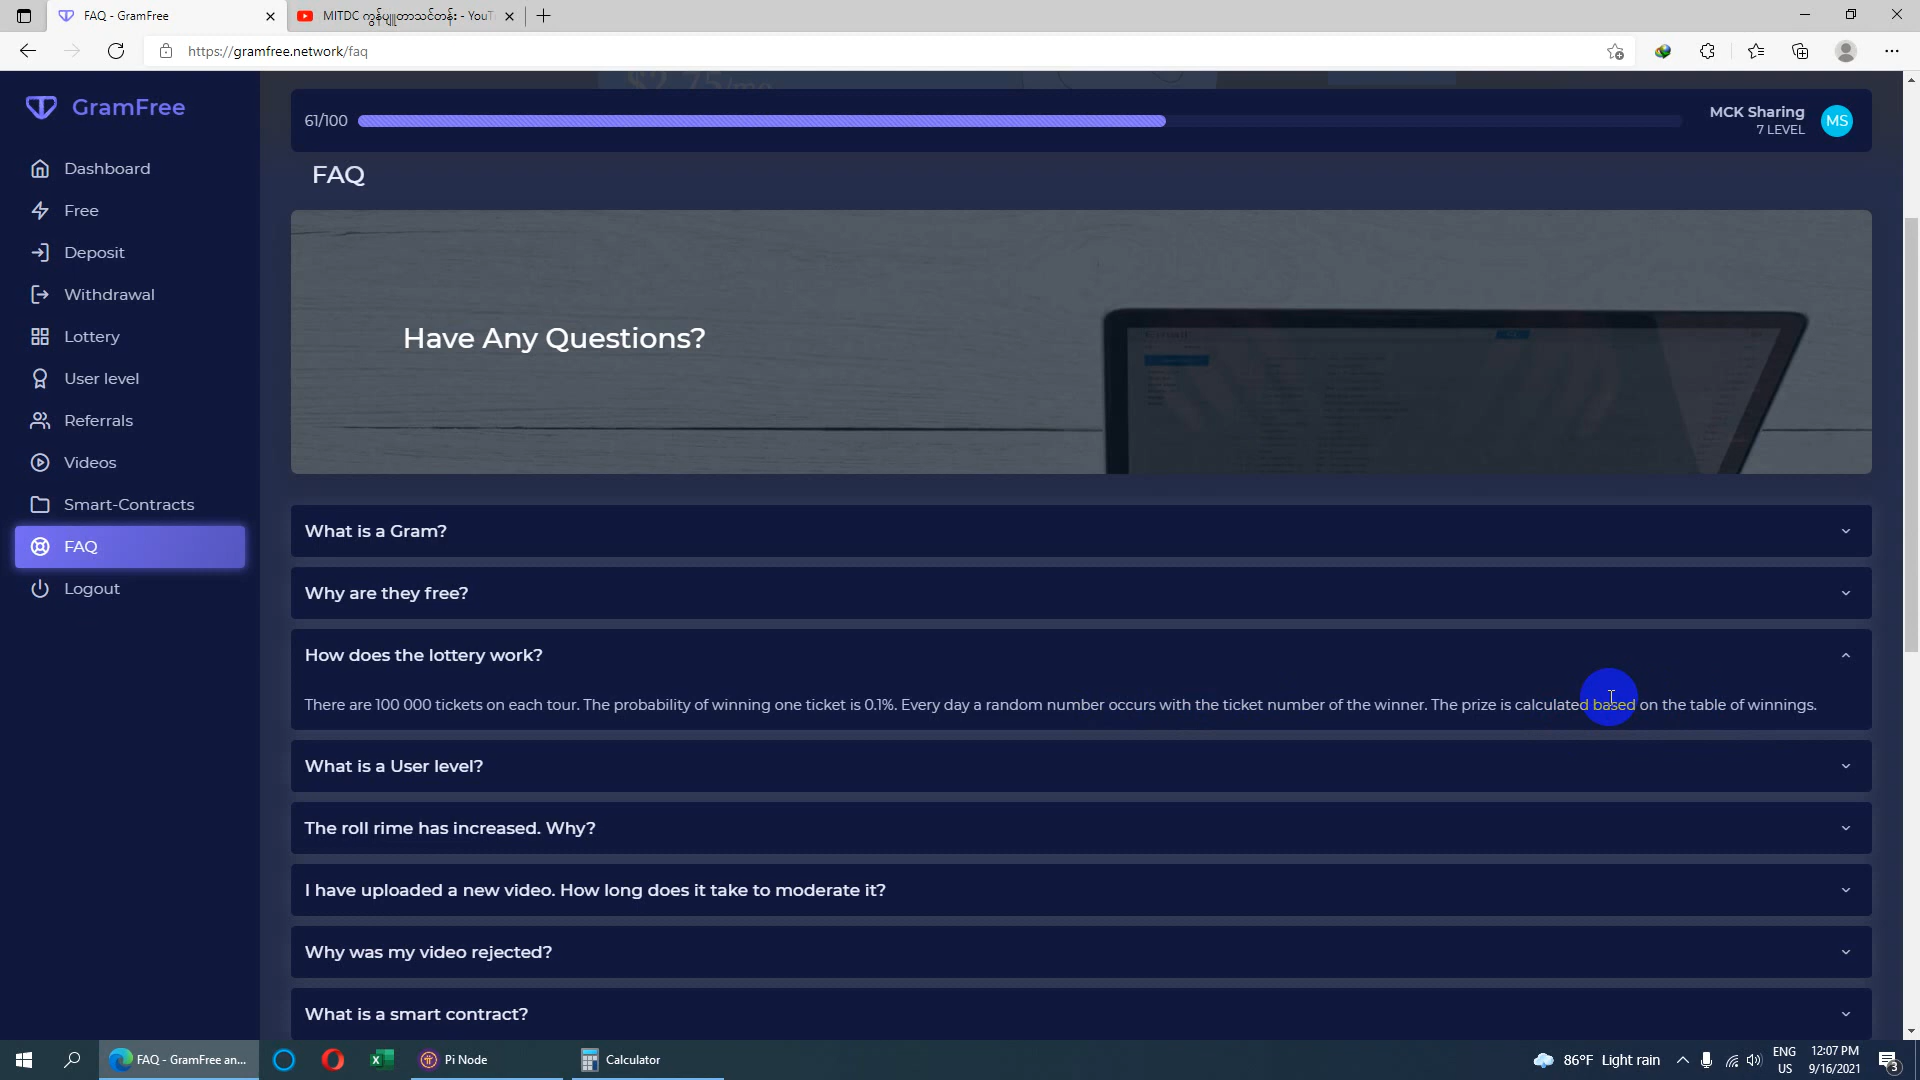 FAQ - GramFree
MITDC ကွန်ပျူတာသင်တန်း - YouT
https://gramfree.network/faq
GramFree
Dashboard
Free
Deposit
Withdrawal
Lottery
User level
Referrals
Videos
Smart-Contracts
FAQ
Logout
$2.75/mo
61/100
MCK Sharing
7 LEVEL
MS
FAQ
Have Any Questions?
What is a Gram?
Why are they free?
How does the lottery work?
There are 100 000 tickets on each tour. The probability of winning one ticket is 0.1%. Every day a random number occurs with the ticket number of the winner. The prize is calculated based on the table of winnings.
What is a User level?
The roll rime has increased. Why?
I have uploaded a new video. How long does it take to moderate it?
Why was my video rejected?
What is a smart contract?
FAQ - GramFree an...
Pi Node
Calculator
86°F Light rain
ENG
US
12:07 PM
9/16/2021
3